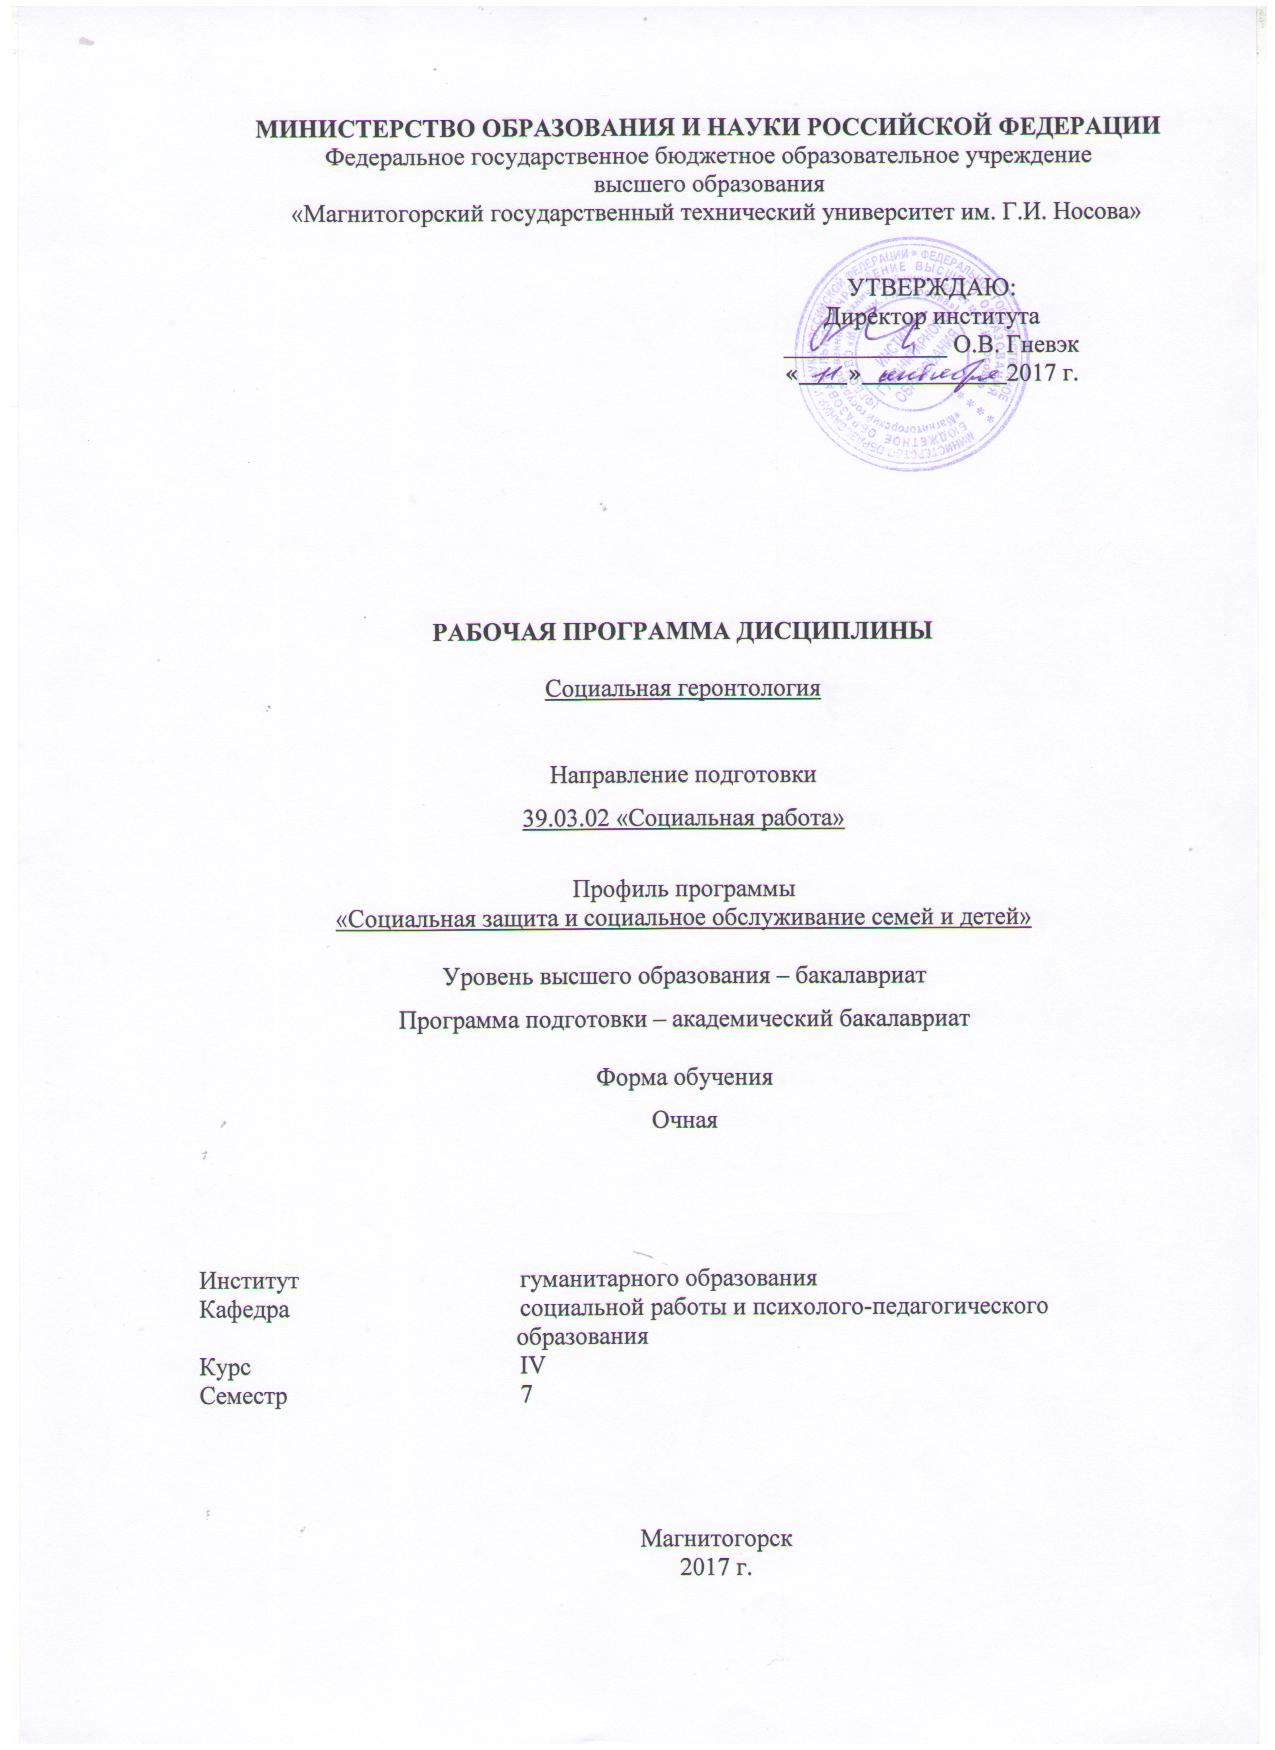 МИНИСТЕРСТВО ОБРАЗОВАНИЯ И НАУКИ РОССИЙСКОЙ ФЕДЕРАЦИИ
Федеральное государственное бюджетное образовательное учреждение
высшего образования
«Магнитогорский государственный технический университет им. Г.И. Носова»
УТВЕРЖДАЮ:
Директор института
О.В. Гневэк
«11» 2017 г.
РАБОЧАЯ ПРОГРАММА ДИСЦИПЛИНЫ
Социальная геронтология
Направление подготовки
39.03.02 «Социальная работа»
Профиль программы
«Социальная защита и социальное обслуживание семей и детей»
Уровень высшего образования – бакалавриат
Программа подготовки – академический бакалавриат
Форма обучения
Очная
Институт гуманитарного образования
Кафедра социальной работы и психолого-педагогического
образования
Курс IV
Семестр 7
Магнитогорск
2017 г.